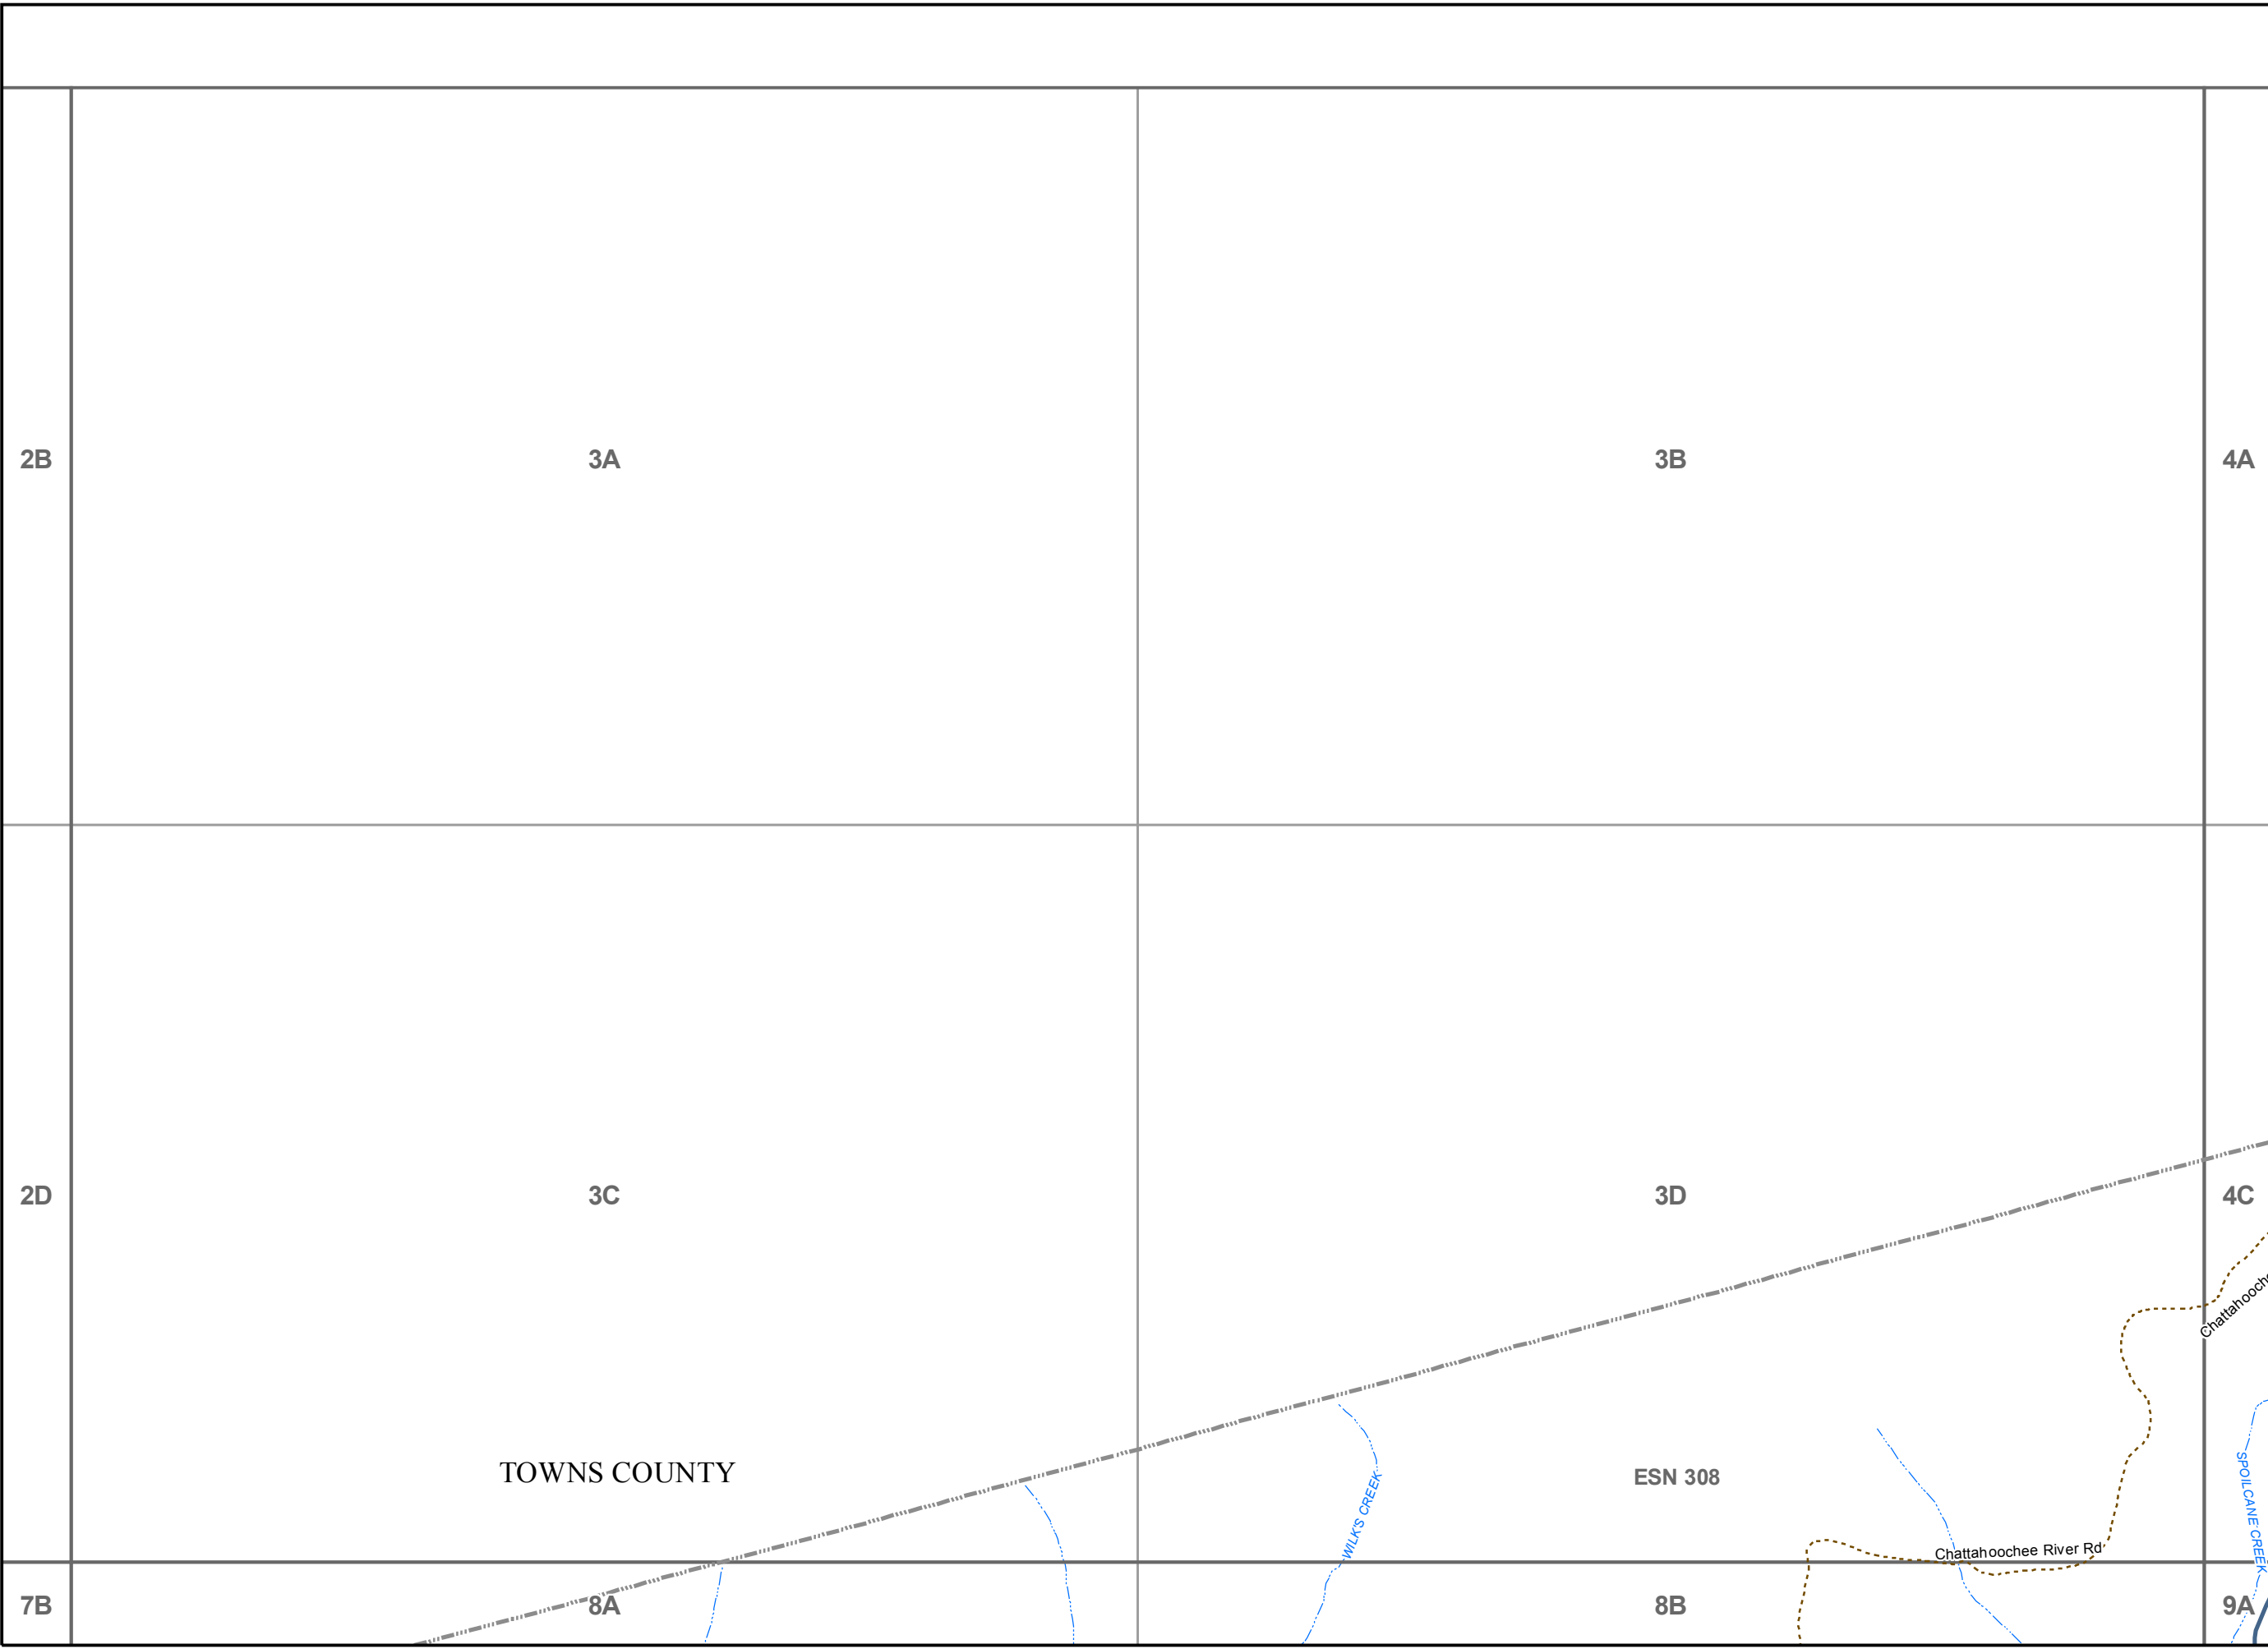 2B 3A 3B 4A
2D 3C 3D 4C
Chattahooche
TOWNS COUNTY
WILK'S CREEK
ESN 308
SPOILCANE CREEK
Chattahoochee River Rd
7B 8A 8B 9A